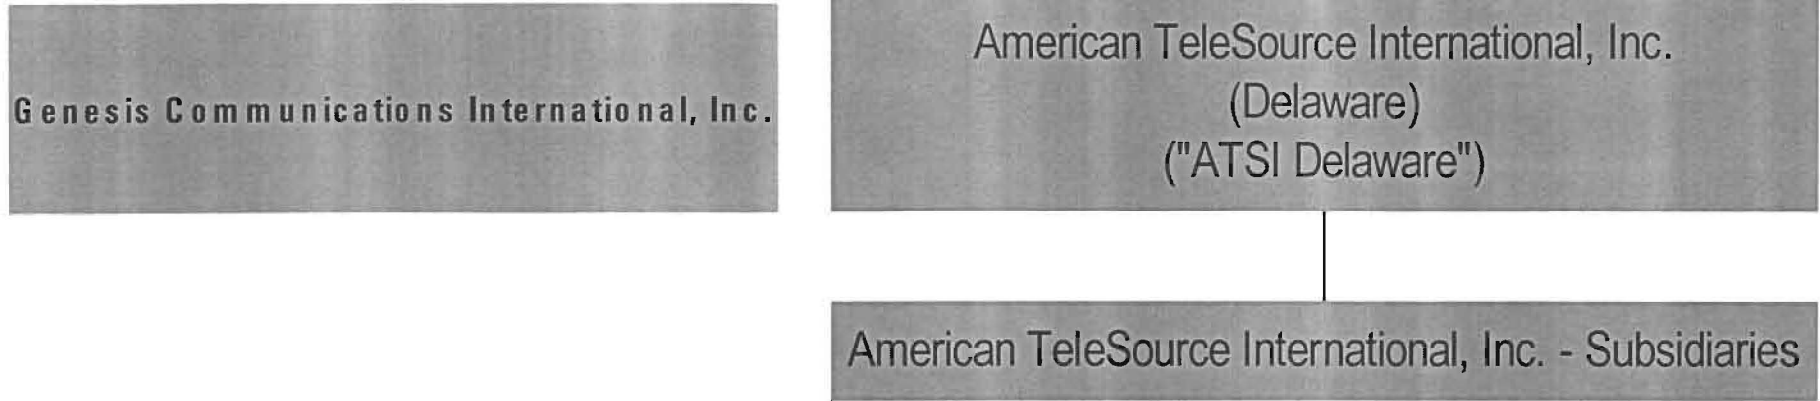 Genesis Communications International, Inc.
American TeleSource International, Inc.
(Delaware)
("ATSI Delaware")
American TeleSource International, Inc. - Subsidiaries